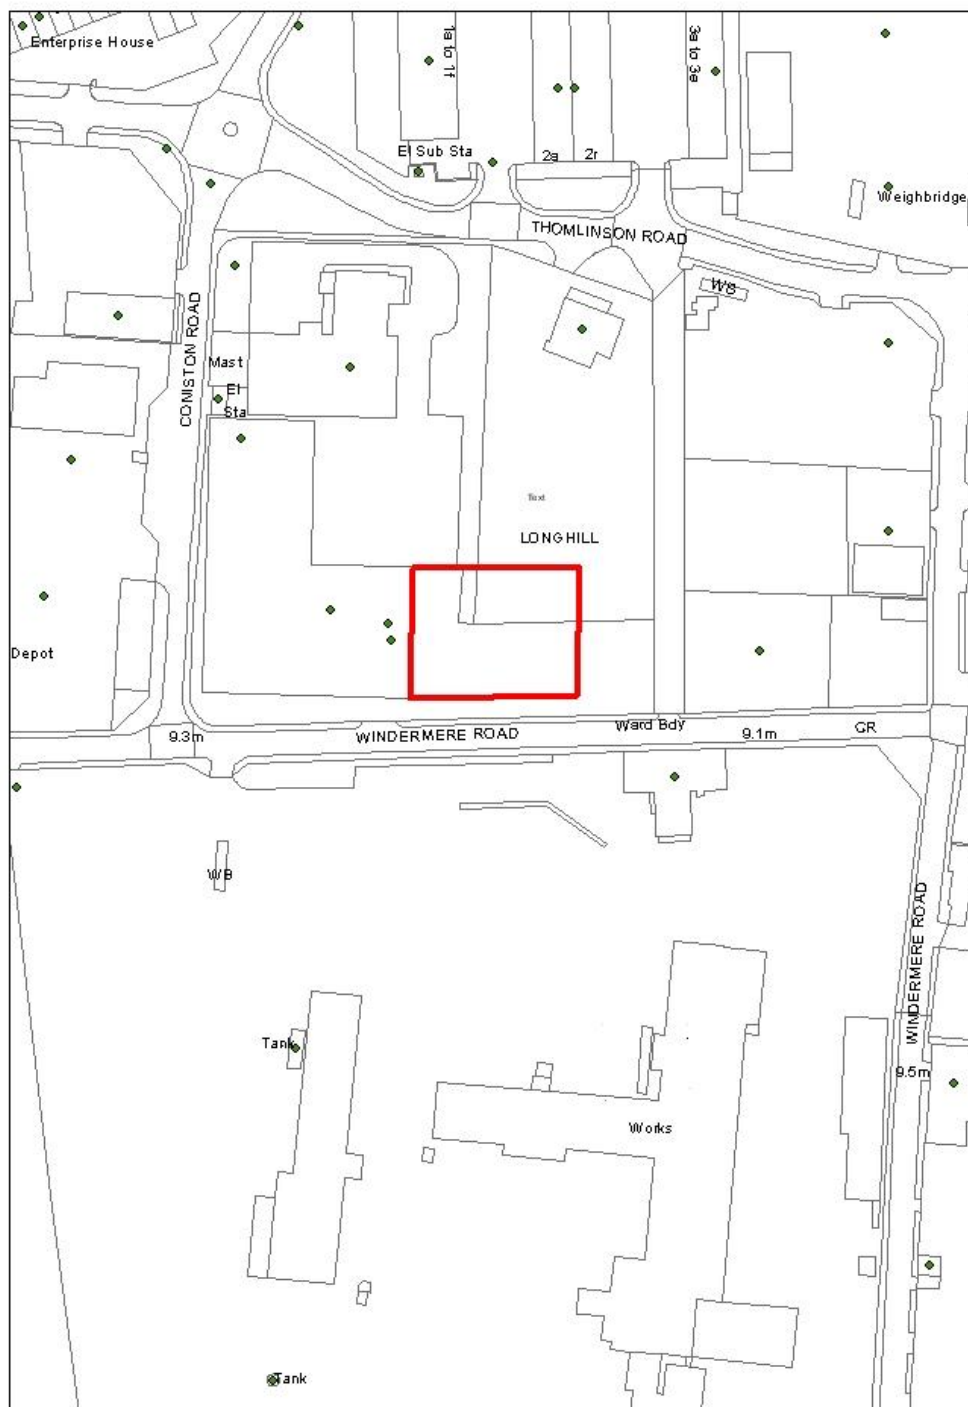 Enterprise House
1a to 1f
3a to 3e
El Sub Sta
2a
2r
Weighbridge
THOMLINSON ROAD
WS
CONISTON ROAD
Mast
El
Sta
Text
LONGHILL
Depot
9.3m
WINDERMERE ROAD
Ward Bdy
9.1m
GR
WB
WINDERMERE ROAD
Tank
9.5m
Works
Tank